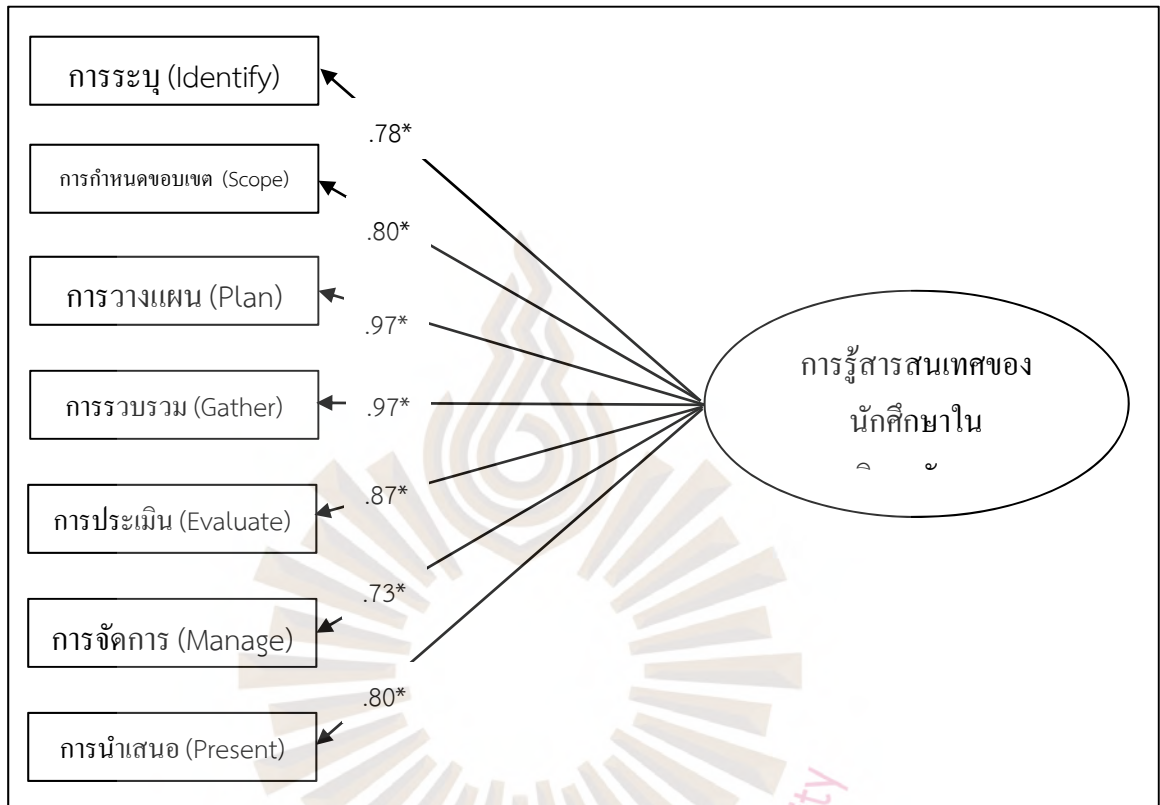 การระบุ (Identify)
.78*
การกำหนดขอบเขต (Scope)
.80*
การวางแผน (Plan)
.97*
การรวบรวม (Gather)
.97*
การประเมิน (Evaluate)
.87*
การจัดการ (Manage)
.73*
การนำเสนอ (Present)
.80*
การรู้สารสนเทศของ
นักศึกษาใน
ity